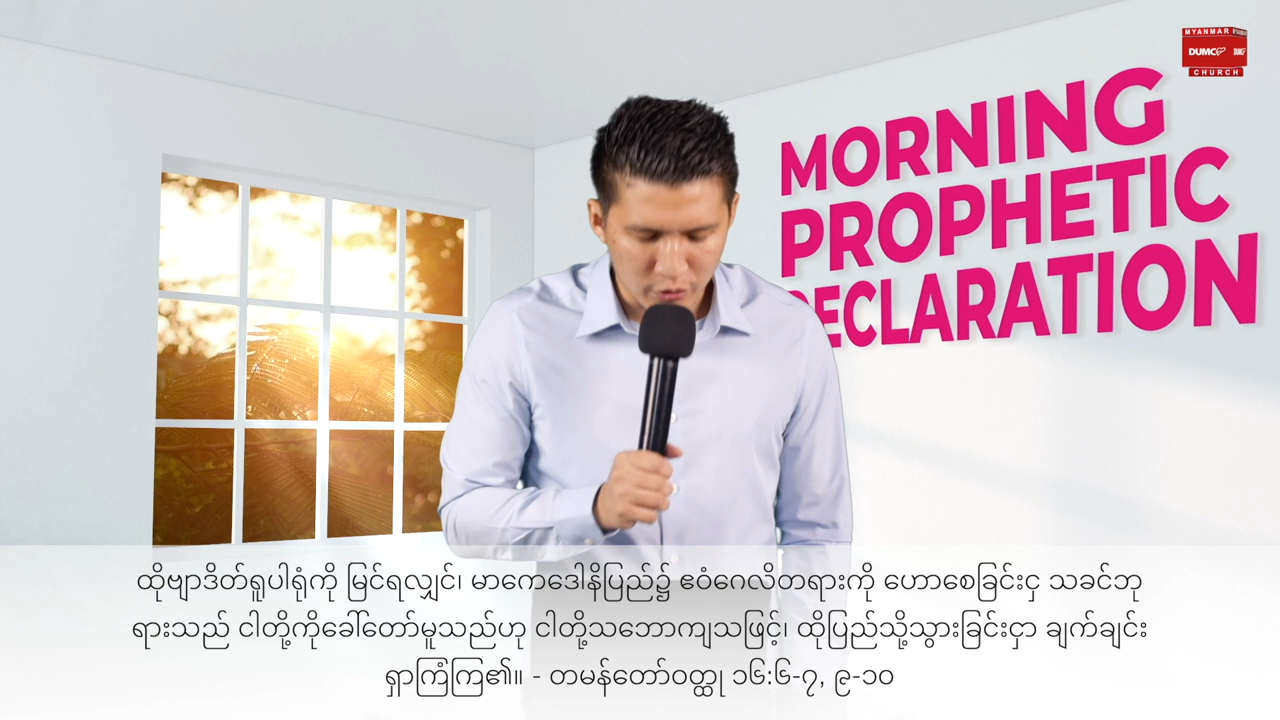 MYANMAR
DUMC
CHURCH
MORNING
PROPHETIC
DECLARATION
ထိုဗျာဒိတ်ရူပါရုံကို မြင်ရလျှင်၊ မာကေဒေါနိပြည်၌ ဧဝံဂေလိတရားကို ဟောစေခြင်းငှ သခင်ဘု
ရားသည် ငါတို့ကိုခေါ်တော်မူသည်ဟု ငါတို့သဘောကျသဖြင့်၊ ထိုပြည်သို့သွားခြင်းငှာ ချက်ချင်း
ရှာကြံကြ၏။ - တမန်တော်ဝတ္ထု ၁၆:၆-၇, ၉-၁၀